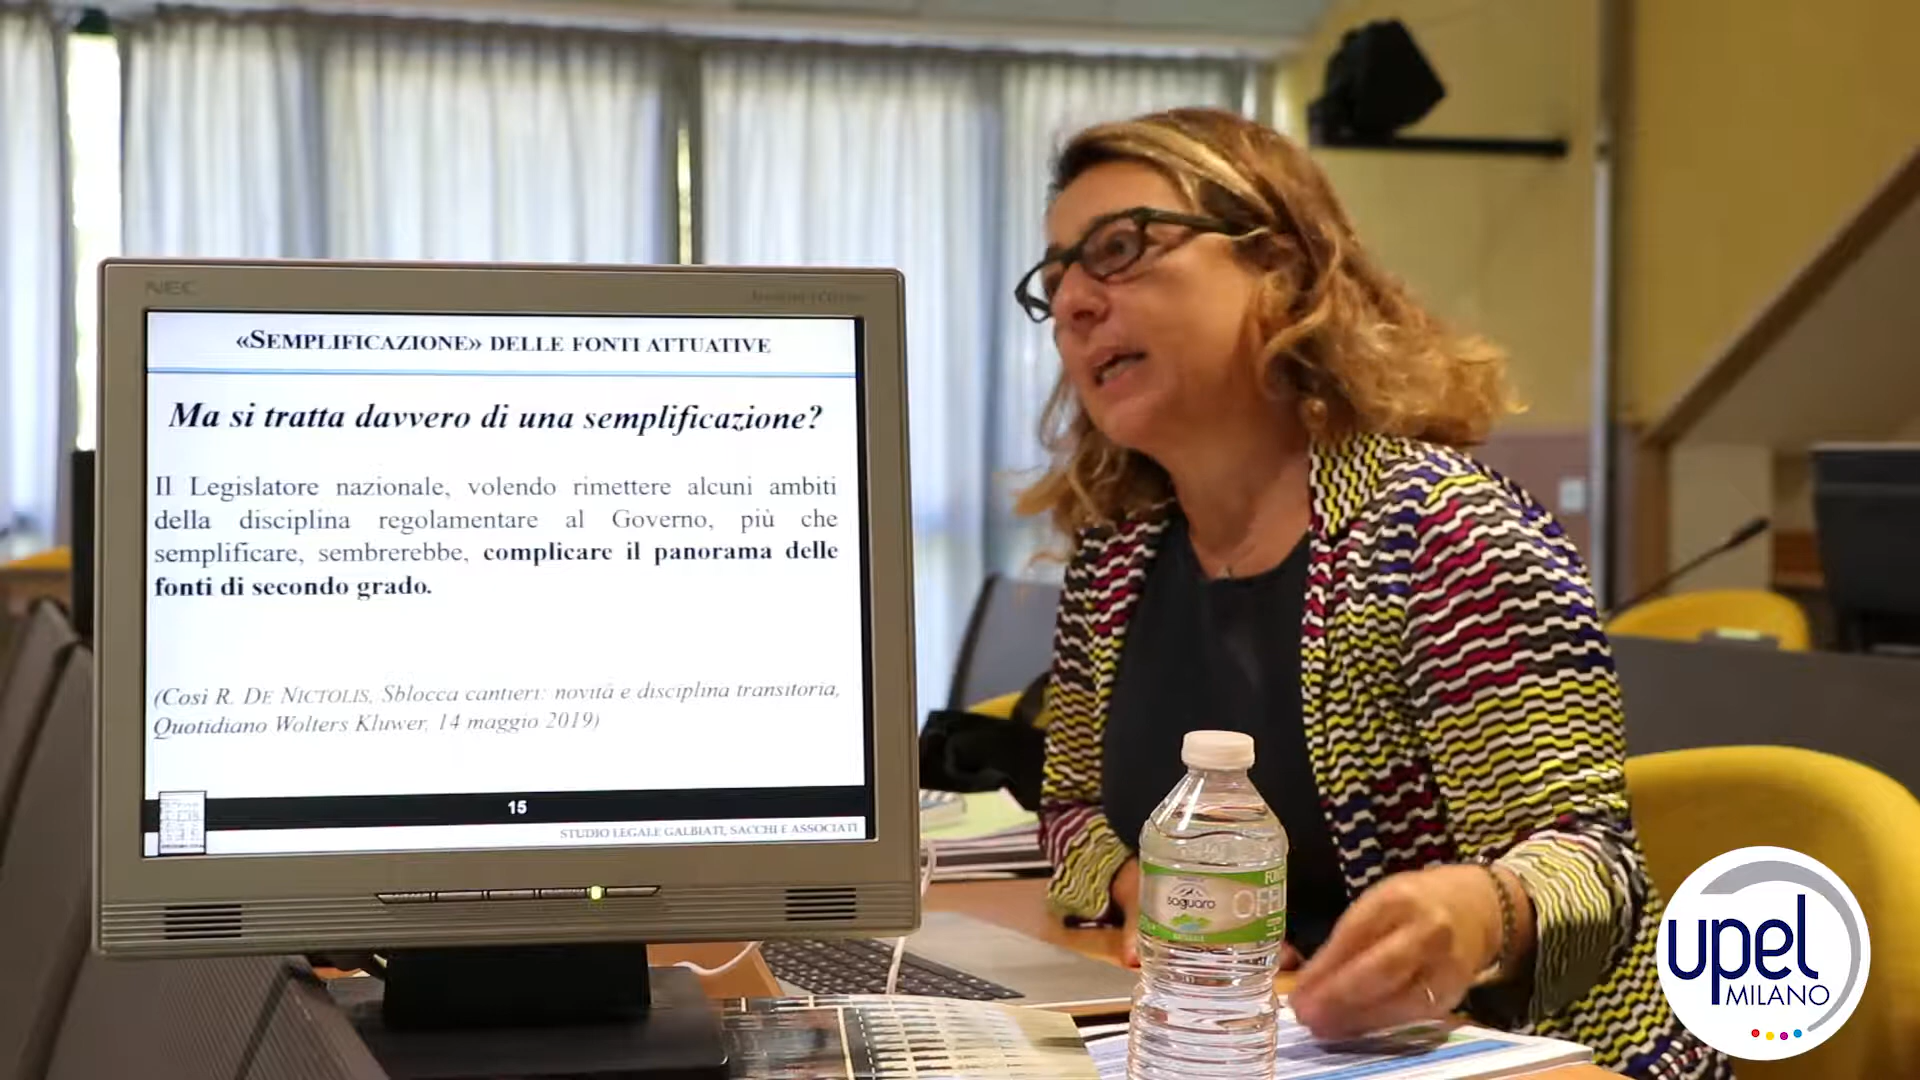 NEC
«SEMPLIFICAZIONE» DELLE FONTI ATTUATIVE
Ma si tratta davvero di una semplificazione?
Il Legislatore nazionale, volendo rimettere alcuni ambiti
della disciplina regolamentare al Governo, più che
semplificare, sembrerebbe, complicare il panorama delle
fonti di secondo grado.
(Così R. DE NICTOLIS, Sblocca cantieri: novità e disciplina transitoria,
Quotidiano Wolters Kluwer, 14 maggio 2019)
15
STUDIO LEGALE GALBIATI, SACCHI E ASSOCIATI
saguaro
upel
MILANO